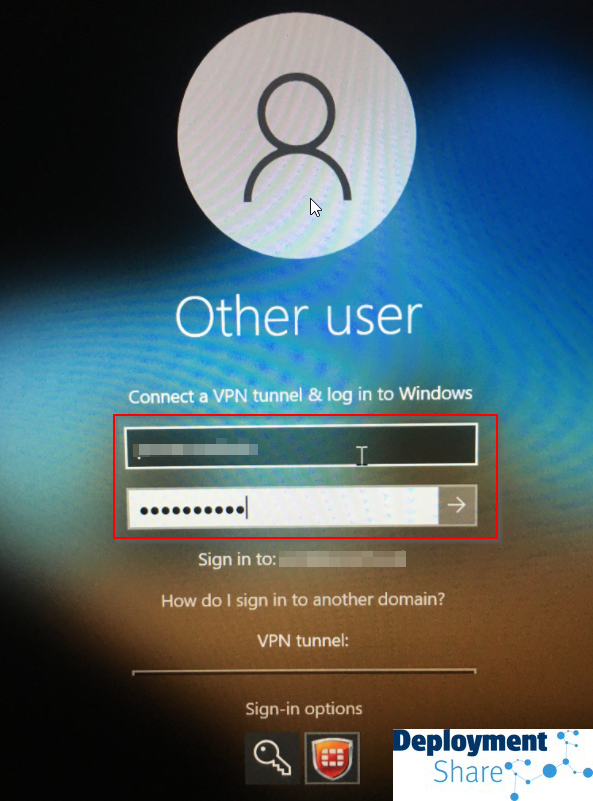 Other user
Connect a VPN tunnel & log in to Windows
Sign in to:
How do I sign in to another domain?
VPN tunnel:
Sign-in options
Deployment
Share